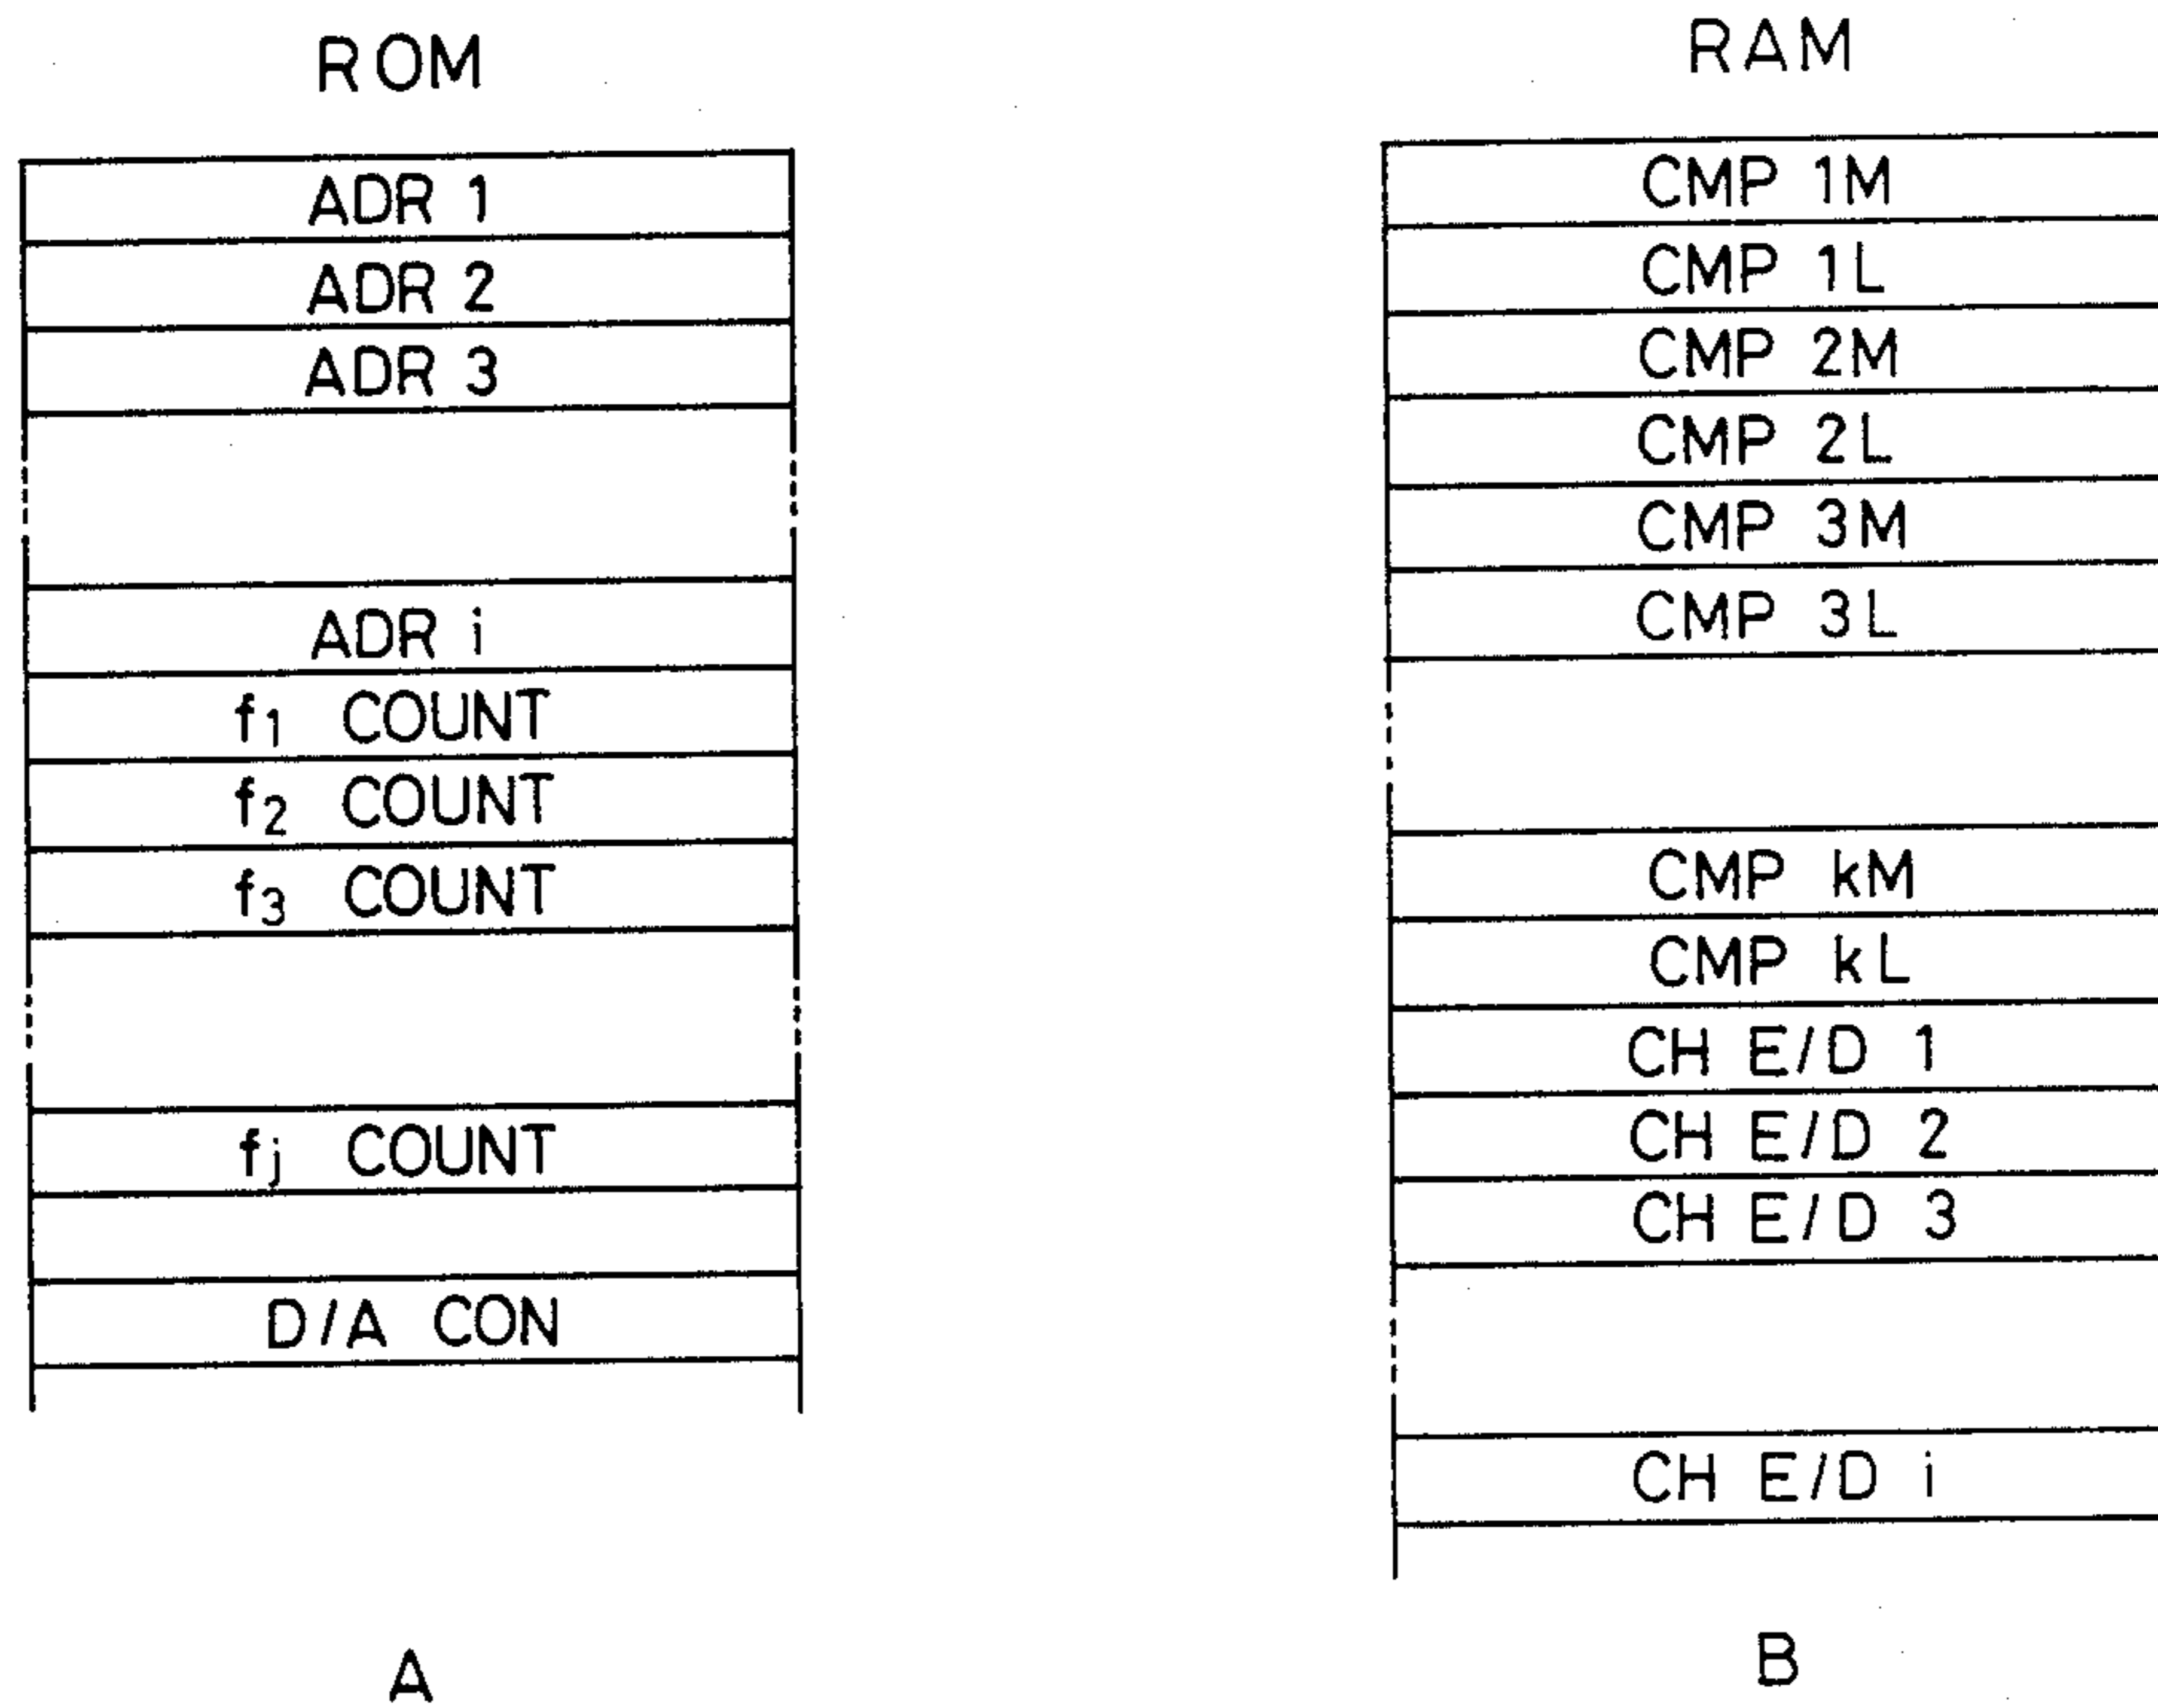 ROM
ADR 1
ADR 2
ADR 3
ADR i
f1 COUNT
f2 COUNT
f3 COUNT
fj COUNT
D/A CON
A
RAM
CMP 1M
CMP 1L
CMP 2M
CMP 2L
CMP 3M
CMP 3L
CMP kM
CMP kL
CH E/D 1
CH E/D 2
CH E/D 3
CH E/D i
B